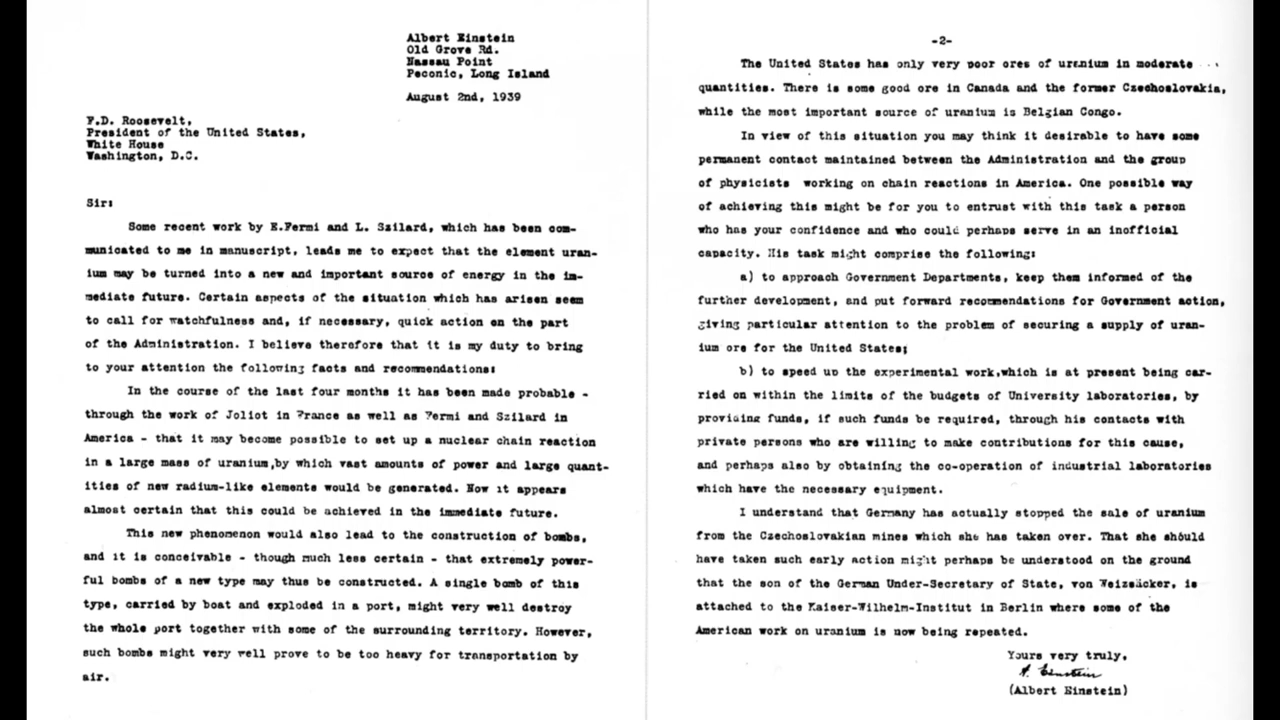 Albert Einstein
Old Grove Rd.
Nassau Point
Peconic, Long Island
August 2nd, 1939
F.D. Roosevelt,
President of the United States,
White House
Washington, D.C.
Sir:
Some recent work by E.Fermi and L. Szilard, which has been com-
municated to me in manuscript, leads me to expect that the element uran-
ium may be turned into a new and important source of energy in the im-
mediate future. Certain aspects of the situation which has arisen seem
to call for watchfulness and, if necessary, quick action on the part
of the Administration. I believe therefore that it is my duty to bring
to your attention the following facts and recommendations:
In the course of the last four months it has been made probable -
through the work of Joliot in France as well as Fermi and Szilard in
America - that it may become possible to set up a nuclear chain reaction
in a large mass of uranium,by which vast amounts of power and large quant-
ities of new radium-like elements would be generated. Now it appears
almost certain that this could be achieved in the immediate future.
This new phenomenon would also lead to the construction of bombs,
and it is conceivable - though much less certain - that extremely power-
ful bombs of a new type may thus be constructed. A single bomb of this
type, carried by boat and exploded in a port, might very well destroy
the whole port together with some of the surrounding territory. However,
such bombs might very well prove to be too heavy for transportation by
air.
-2-
The United States has only very poor ores of uranium in moderate
quantities. There is some good ore in Canada and the former Czechoslovakia,
while the most important source of uranium is Belgian Congo.
In view of this situation you may think it desirable to have some
permanent contact maintained between the Administration and the group
of physicists working on chain reactions in America. One possible way
of achieving this might be for you to entrust with this task a person
who has your confidence and who could perhaps serve in an inofficial
capacity. His task might comprise the following:
a) to approach Government Departments, keep them informed of the
further development, and put forward recommendations for Government action,
giving particular attention to the problem of securing a supply of uran-
ium ore for the United States;
b) to speed up the experimental work,which is at present being car-
ried on within the limits of the budgets of University laboratories, by
providing funds, if such funds be required, through his contacts with
private persons who are willing to make contributions for this cause,
and perhaps also by obtaining the co-operation of industrial laboratories
which have the necessary equipment.
I understand that Germany has actually stopped the sale of uranium
from the Czechoslovakian mines which she has taken over. That she should
have taken such early action might perhaps be understood on the ground
that the son of the German Under-Secretary of State, von Weizsäcker, is
attached to the Kaiser-Wilhelm-Institut in Berlin where some of the
American work on uranium is now being repeated.
Yours very truly,
A. Einstein
(Albert Einstein)